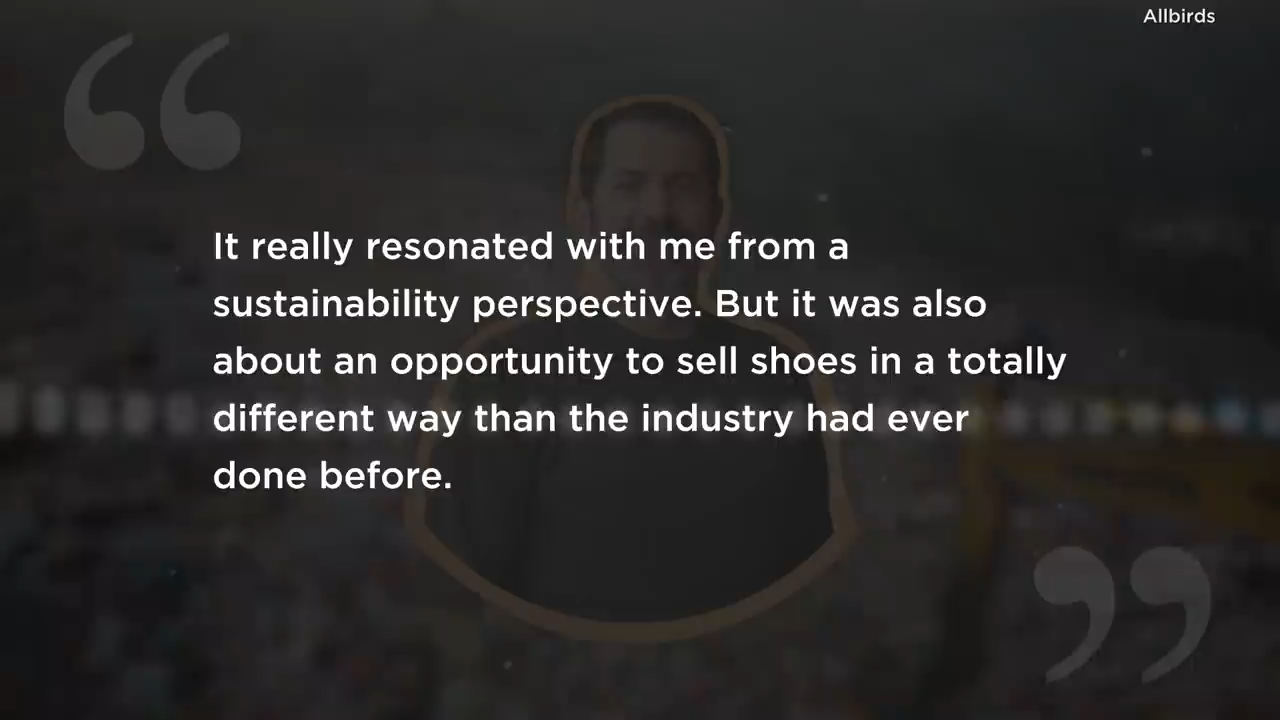 Allbirds
It really resonated with me from a
sustainability perspective. But it was also
about an opportunity to sell shoes in a totally
different way than the industry had ever
done before.